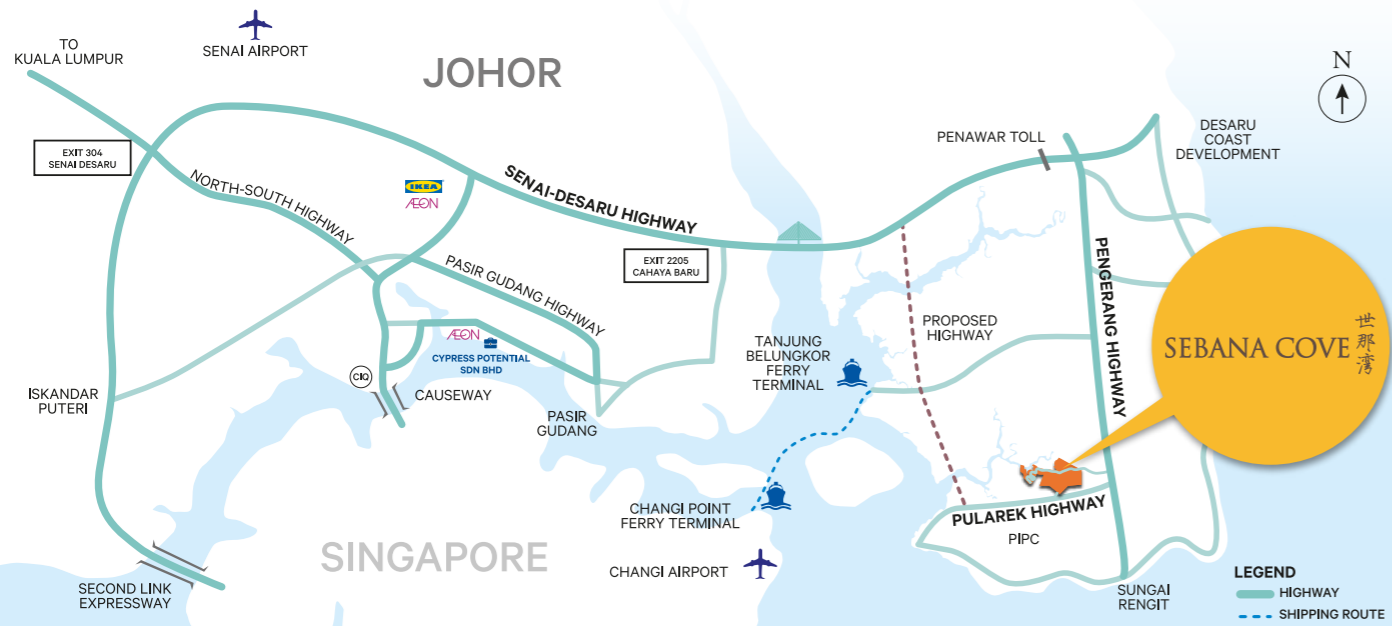 TO
KUALA LUMPUR
SENAI AIRPORT
JOHOR
N
EXIT 304
SENAI DESARU
NORTH-SOUTH HIGHWAY
IKEA
ÆON
SENAI-DESARU HIGHWAY
PENAWAR TOLL
DESARU
COAST
DEVELOPMENT
EXIT 2205
CAHAYA BARU
PASIR GUDANG HIGHWAY
PENGERANG HIGHWAY
PROPOSED
HIGHWAY
SEBANA COVE
世那湾
ÆON
CYPRESS POTENTIAL
SDN BHD
TANJUNG
BELUNGKOR
FERRY
TERMINAL
CIQ
CAUSEWAY
ISKANDAR
PUTERI
PASIR
GUDANG
CHANGI POINT
FERRY TERMINAL
PULAREK HIGHWAY
PIPC
SINGAPORE
CHANGI AIRPORT
SECOND LINK
EXPRESSWAY
SUNGAI
RENGIT
LEGEND
HIGHWAY
SHIPPING ROUTE